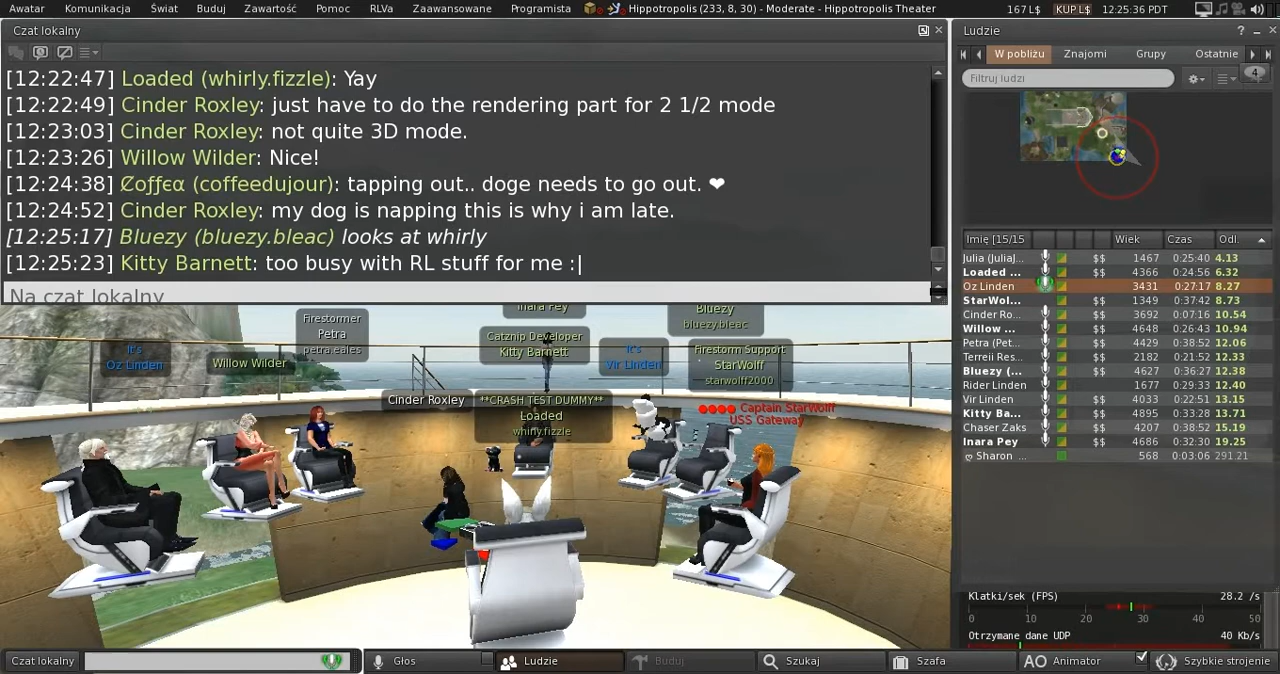 Awatar Komunikacja Świat Buduj Zawartość Pomoc RLVa Zaawansowane Programista Hippotropolis (233, 8, 30) - Moderate - Hippotropolis Theater 167 L$ KUP L$ 12:25:36 PDT
Czat lokalny
[12:22:47] Loaded (whirly.fizzle): Yay
[12:22:49] Cinder Roxley: just have to do the rendering part for 2 1/2 mode
[12:23:03] Cinder Roxley: not quite 3D mode.
[12:23:26] Willow Wilder: Nice!
[12:24:38] Ȼoƒƒєα (coffeedujour): tapping out.. doge needs to go out. ❤
[12:24:52] Cinder Roxley: my dog is napping this is why i am late.
[12:25:17] Bluezy (bluezy.bleac) looks at whirly
[12:25:23] Kitty Barnett: too busy with RL stuff for me :|
Na czat lokalny
Inara Pey
Bluezy
bluezy.bleac
Firestormer
Petra
petra.eales
Catznip Developer
Kitty Barnett
It's
Oz Linden
Willow Wilder
It's
Vir Linden
Firestorm Support
StarWolff
starwolff2000
Cinder Roxley
**CRASH TEST DUMMY**
Loaded
whirly.fizzle
Captain StarWolff
USS Gateway
Ludzie
W pobliżu Znajomi Grupy Ostatnie
Filtruj ludzi
4
Imię [15/15 Wiek Czas Odl.
Julia (JuliaJ... $$ 1467 0:25:40 4.13
Loaded ... $$ 4366 0:24:56 6.32
Oz Linden 3431 0:27:17 8.27
StarWol... $$ 1349 0:37:42 8.73
Cinder Ro... $$ 3692 0:07:16 10.54
Willow ... $$ 4648 0:26:43 10.94
Petra (Pet... $$ 4429 0:38:52 12.06
Terreii Res... $$ 2182 0:21:52 12.33
Bluezy (... $$ 4627 0:36:27 12.38
Rider Linden 1677 0:29:33 12.40
Vir Linden $$ 4033 0:22:51 13.15
Kitty Ba... $$ 4895 0:33:28 13.71
Chaser Zaks $$ 4207 0:38:52 15.19
Inara Pey $$ 4686 0:32:30 19.25
ღ Sharon ... 568 0:03:06 291.21
Klatki/sek (FPS) 28.2 /s
0 10 20 30 40 50
Otrzymane dane UDP 40 Kb/s
Czat lokalny Głos Ludzie Buduj Szukaj Szafa AO Animator Szybkie strojenie